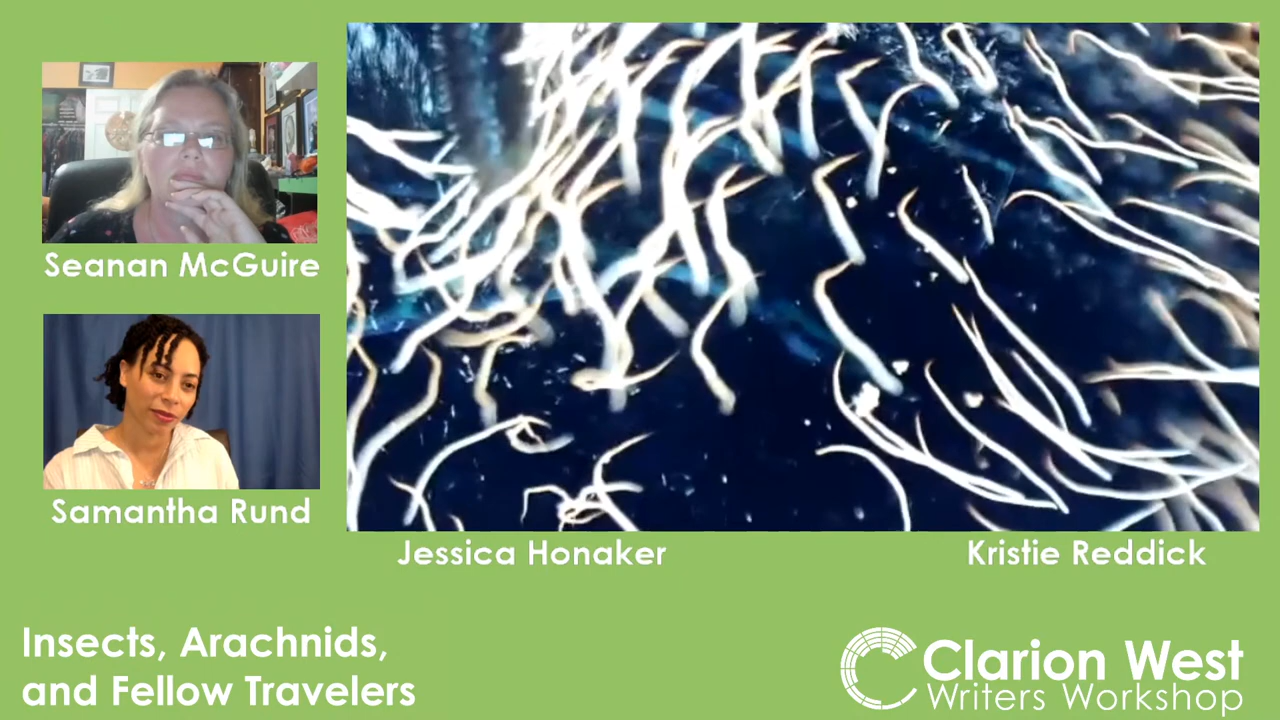 Seanan McGuire
Samantha Rund
Jessica Honaker
Kristie Reddick
Insects, Arachnids,
and Fellow Travelers
Clarion West
Writers Workshop